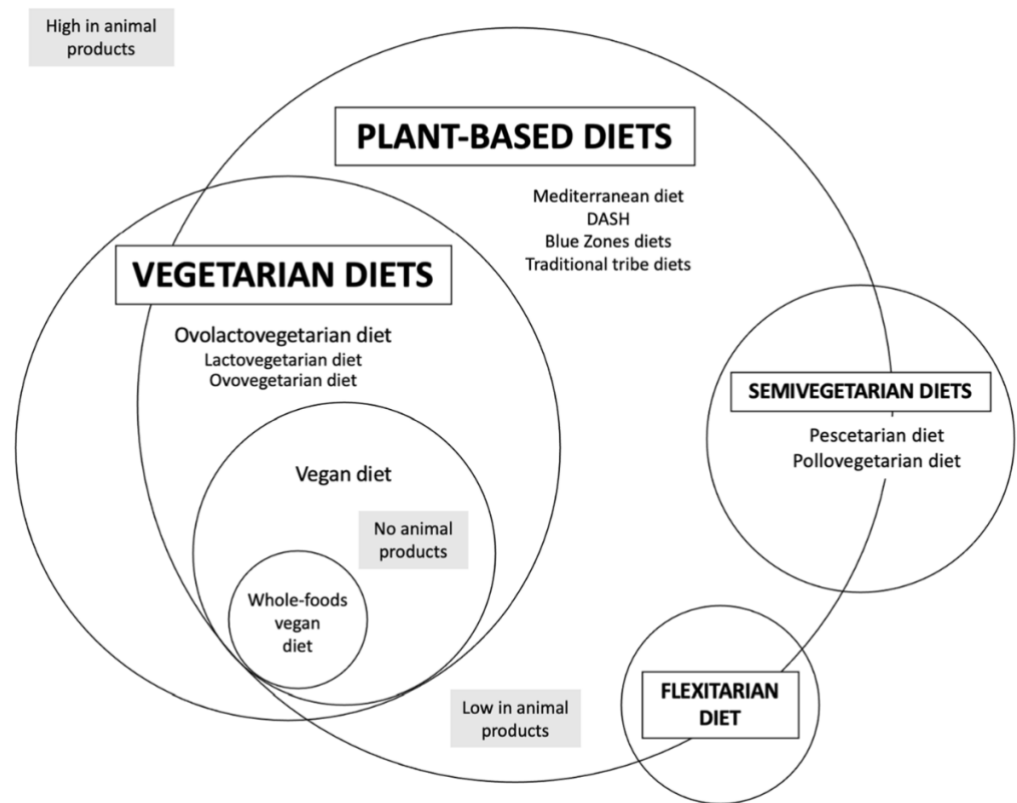 High in animal
products
PLANT-BASED DIETS
Mediterranean diet
DASH
Blue Zones diets
Traditional tribe diets
VEGETARIAN DIETS
Ovolactovegetarian diet
Lactovegetarian diet
Ovovegetarian diet
SEMIVEGETARIAN DIETS
Pescetarian diet
Pollovegetarian diet
Vegan diet
No animal
products
Whole-foods
vegan
diet
FLEXITARIAN
DIET
Low in animal
products